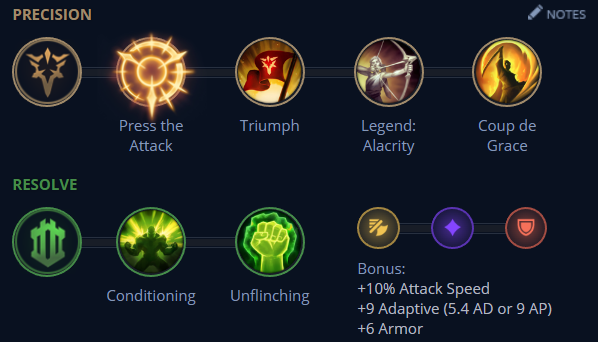 PRECISION
NOTES
Press the
Attack
Triumph
Legend:
Alacrity
Coup de
Grace
RESOLVE
Conditioning
Unflinching
Bonus:
+10% Attack Speed
+9 Adaptive (5.4 AD or 9 AP)
+6 Armor